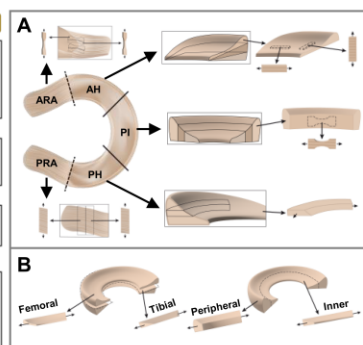 A
ARA
AH
PI
PRA
PH
B
Femoral
Tibial
Peripheral
Inner